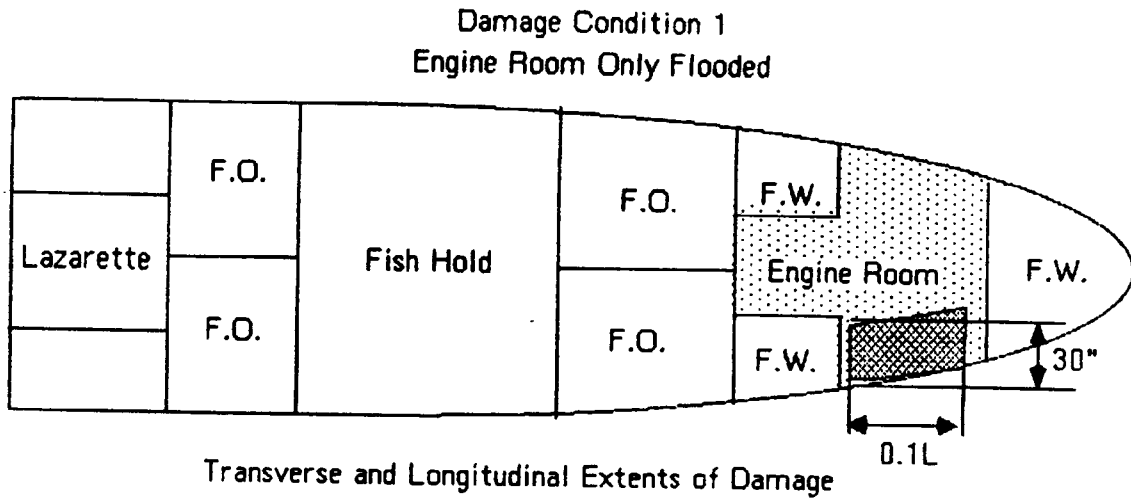 Damage Condition 1
Engine Room Only Flooded
F.O.
F.O.
F.W.
Lazarette
Fish Hold
Engine Room
F.W.
F.O.
F.O.
F.W.
30"
0.1L
Transverse and Longitudinal Extents of Damage